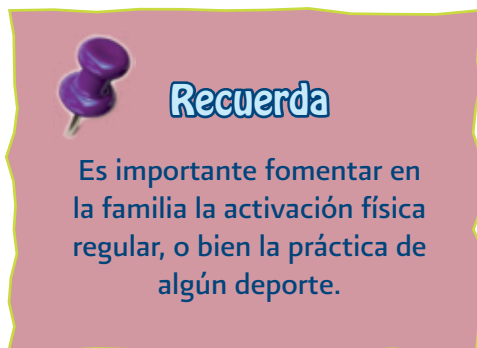 Recuerda
Es importante fomentar en
la familia la activación física
regular, o bien la práctica de
algún deporte.